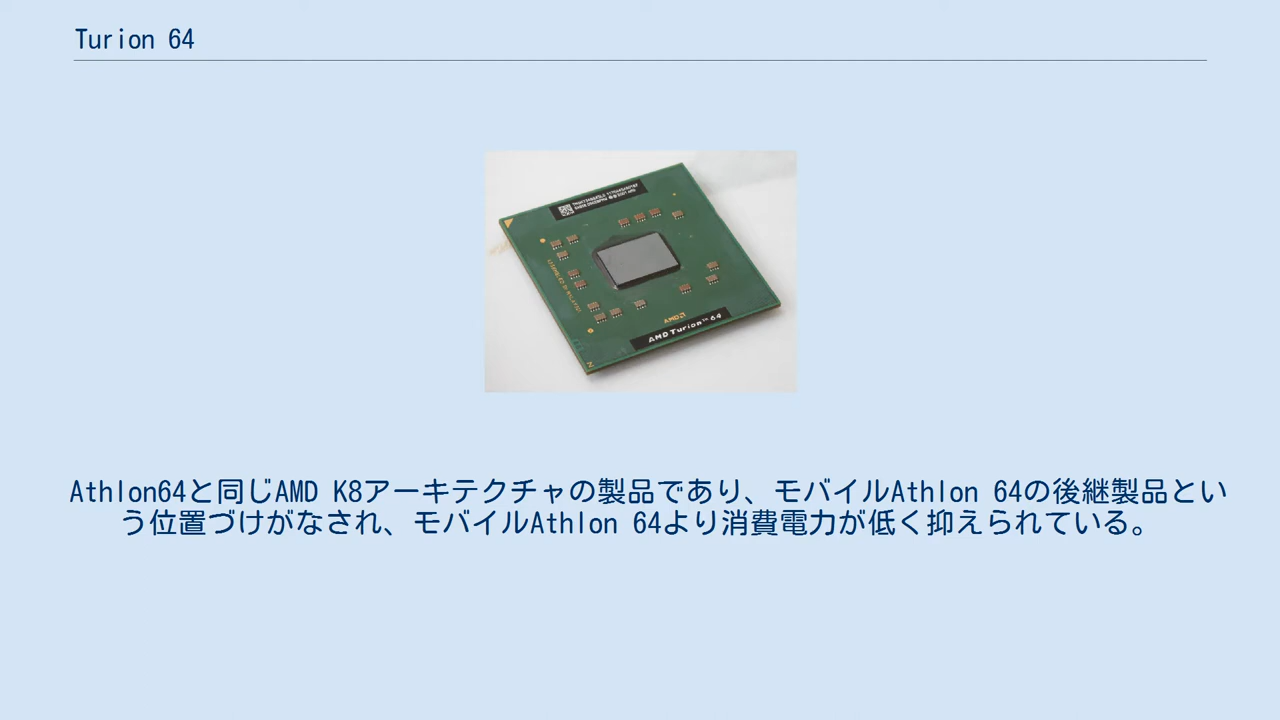 Turion 64
AMD
AMD Turion™ 64
Athlon64と同じAMD K8アーキテクチャの製品であり、モバイルAthlon 64の後継製品とい
う位置づけがなされ、モバイルAthlon 64より消費電力が低く抑えられている。